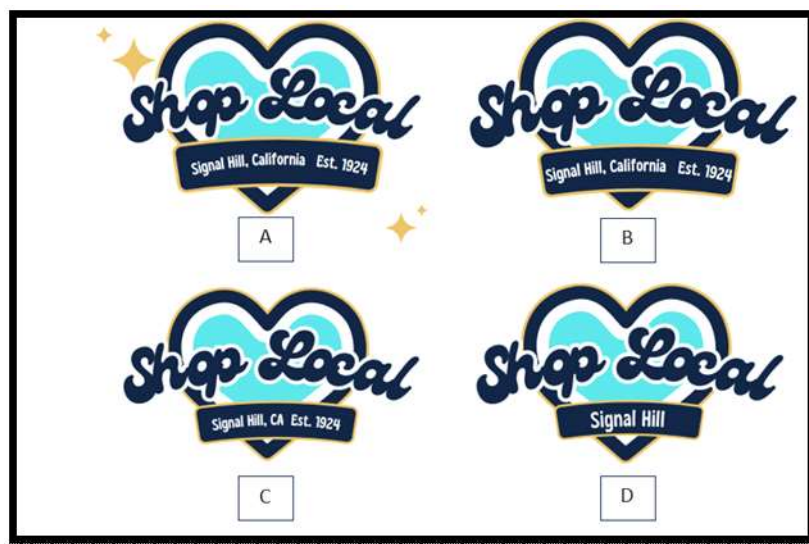 Shop Local
Signal Hill, California Est. 1924
A
Shop Local
Signal Hill, California Est. 1924
B
Shop Local
Signal Hill, CA Est. 1924
C
Shop Local
Signal Hill
D